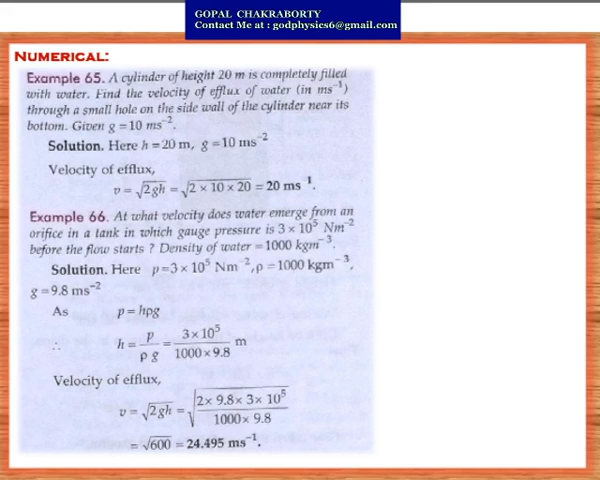 GOPAL CHAKRABORTY
Contact Me at : godphysics6@gmail.com
NUMERICAL:
Example 65. A cylinder of height 20 m is completely filled
with water. Find the velocity of efflux of water (in ms⁻¹)
through a small hole on the side wall of the cylinder near its
bottom. Given g = 10 ms⁻².
Solution. Here h = 20 m, g = 10 ms⁻²
Velocity of efflux,
v = √2gh = √2 × 10 × 20 = 20 ms⁻¹.
Example 66. At what velocity does water emerge from an
orifice in a tank in which gauge pressure is 3 × 10⁵ Nm⁻²
before the flow starts ? Density of water = 1000 kgm⁻³.
Solution. Here p = 3 × 10⁵ Nm⁻², ρ = 1000 kgm⁻³,
g = 9.8 ms⁻²
As p = hρg
∴ h = p / ρ g = 3 × 10⁵ / 1000 × 9.8 m
Velocity of efflux,
v = √2gh = √2 × 9.8 × 3 × 10⁵ / 1000 × 9.8
= √600 = 24.495 ms⁻¹.